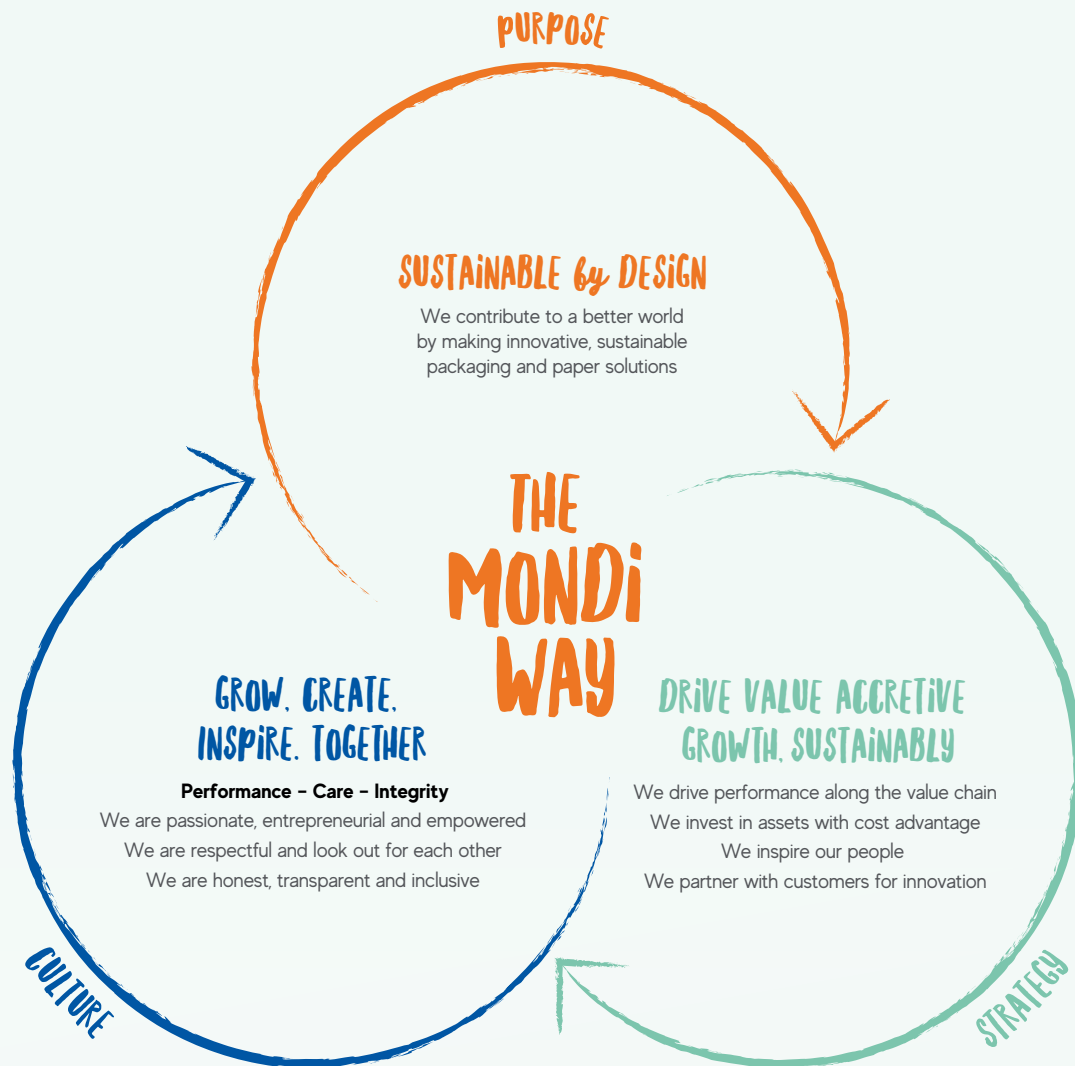 PURPOSE
SUSTAINABLE by DESIGN
We contribute to a better world
by making innovative, sustainable
packaging and paper solutions
THE
MONDI
WAY
GROW, CREATE,
INSPIRE, TOGETHER
Performance – Care – Integrity
We are passionate, entrepreneurial and empowered
We are respectful and look out for each other
We are honest, transparent and inclusive
DRIVE VALUE ACCRETIVE
GROWTH, SUSTAINABLY
We drive performance along the value chain
We invest in assets with cost advantage
We inspire our people
We partner with customers for innovation
CULTURE
STRATEGY